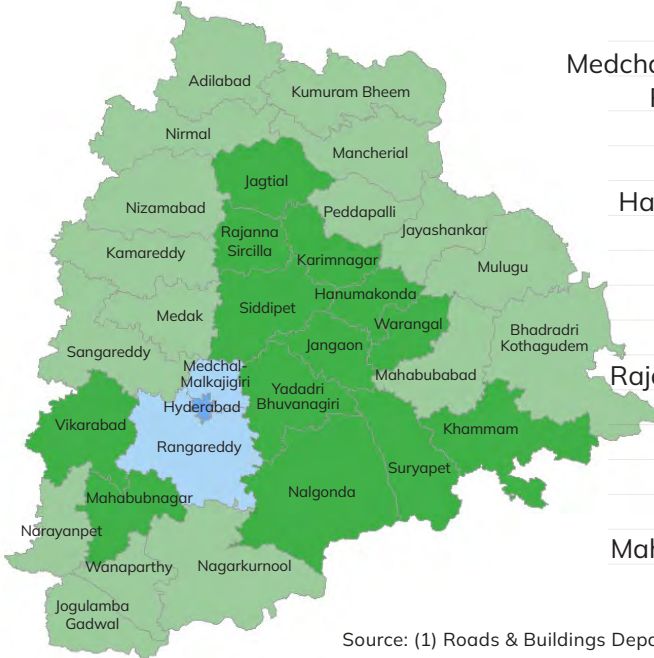 Adilabad
Kumuram Bheem
Nirmal
Mancherial
Jagtial
Nizamabad
Peddapalli
Rajanna
Sircilla
Jayashankar
Kamareddy
Karimnagar
Mulugu
Hanumakonda
Siddipet
Medak
Warangal
Bhadradri
Kothagudem
Jangaon
Sangareddy
Medchal-
Malkajigiri
Mahabubabad
Yadadri
Bhuvanagiri
Hyderabad
Vikarabad
Khammam
Rangareddy
Suryapet
Nalgonda
Mahabubnagar
Narayanpet
Wanaparthy
Nagarkurnool
Jogulamba
Gadwal
Medcha
Ha
Raja
Mah
Source: (1) Roads & Buildings Depa